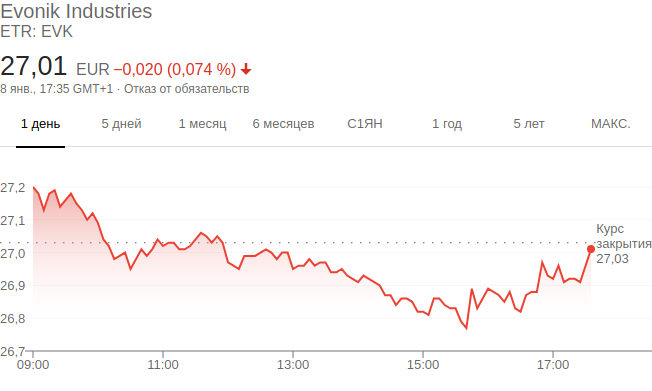 Evonik Industries
ETR: EVK
27,01 EUR −0,020 (0,074 %)
8 янв., 17:35 GMT+1 · Отказ от обязательств
1 день 5 дней 1 месяц 6 месяцев С1ЯН 1 год 5 лет МАКС.
27,2
27,1
27,0
26,9
26,8
26,7
Курс
закрытия
27,03
09:00 11:00 13:00 15:00 17:00